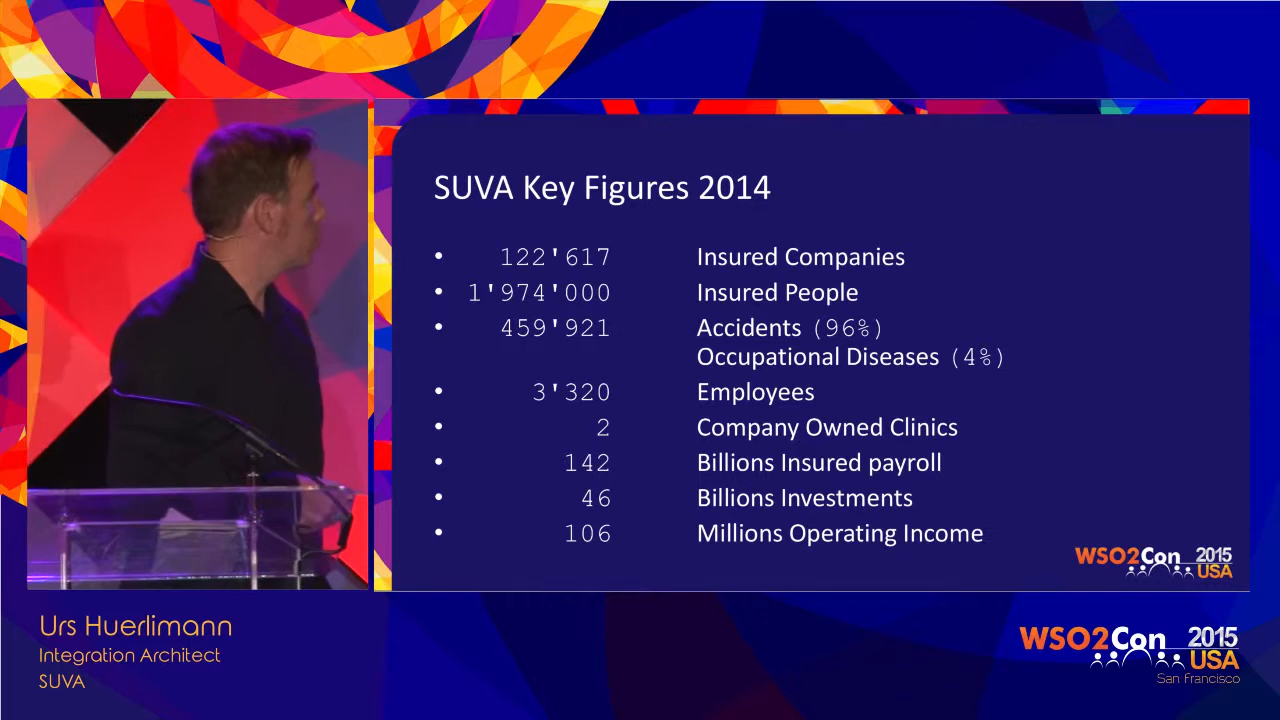 SUVA Key Figures 2014
• 122'617 Insured Companies
• 1'974'000 Insured People
• 459'921 Accidents (96%)
Occupational Diseases (4%)
• 3'320 Employees
• 2 Company Owned Clinics
• 142 Billions Insured payroll
• 46 Billions Investments
• 106 Millions Operating Income
WSO2Con 2015
USA
Urs Huerlimann
Integration Architect
SUVA
WSO2Con 2015
USA
San Francisco